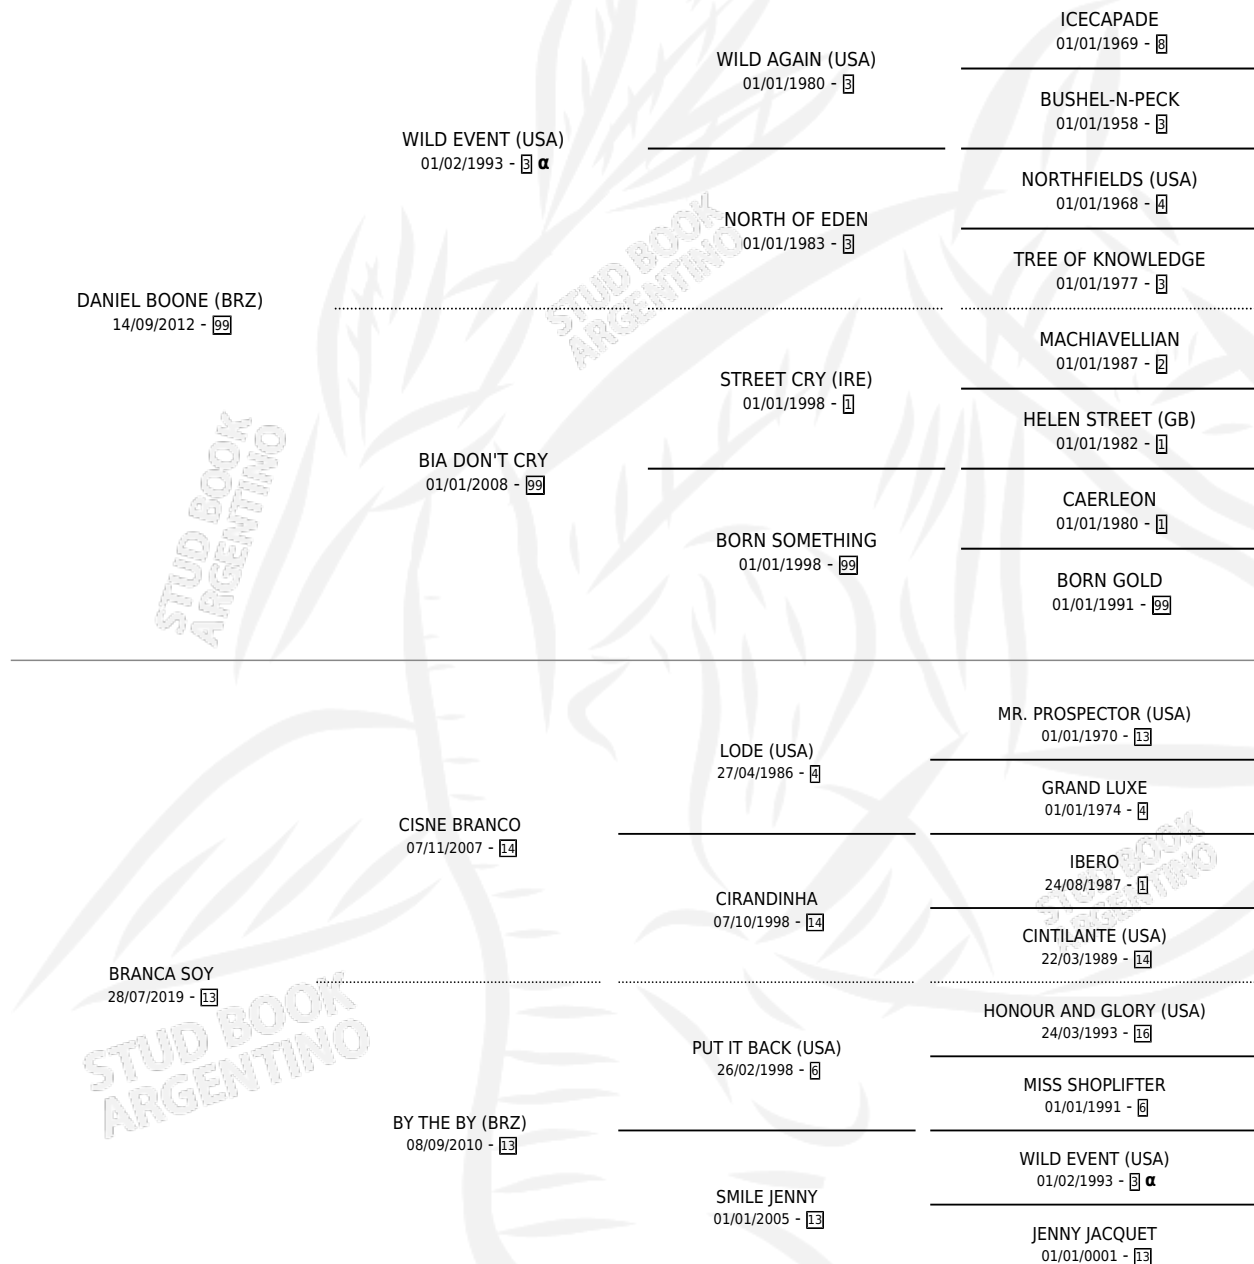 ICECAPADE
01/01/1969 - 8
WILD AGAIN (USA)
01/01/1980 - 3
BUSHEL-N-PECK
01/01/1958 - 3
WILD EVENT (USA)
01/02/1993 - 3 α
NORTHFIELDS (USA)
01/01/1968 - 4
NORTH OF EDEN
01/01/1983 - 3
TREE OF KNOWLEDGE
01/01/1977 - 3
DANIEL BOONE (BRZ)
14/09/2012 - 99
MACHIAVELLIAN
01/01/1987 - 2
STREET CRY (IRE)
01/01/1998 - 1
HELEN STREET (GB)
01/01/1982 - 1
BIA DON'T CRY
01/01/2008 - 99
CAERLEON
01/01/1980 - 1
BORN SOMETHING
01/01/1998 - 99
BORN GOLD
01/01/1991 - 99
MR. PROSPECTOR (USA)
01/01/1970 - 13
LODE (USA)
27/04/1986 - 4
GRAND LUXE
01/01/1974 - 4
CISNE BRANCO
07/11/2007 - 14
IBERO
24/08/1987 - 1
CIRANDINHA
07/10/1998 - 14
CINTILANTE (USA)
22/03/1989 - 14
BRANCA SOY
28/07/2019 - 13
HONOUR AND GLORY (USA)
24/03/1993 - 16
PUT IT BACK (USA)
26/02/1998 - 6
MISS SHOPLIFTER
01/01/1991 - 6
BY THE BY (BRZ)
08/09/2010 - 13
WILD EVENT (USA)
01/02/1993 - 3 α
SMILE JENNY
01/01/2005 - 13
JENNY JACQUET
01/01/0001 - 13
STUD BOOK
ARGENTINO
STUD BOOK
ARGENTINO
STUD BOOK
ARGENTINO
STUD BOOK
ARGENTINO